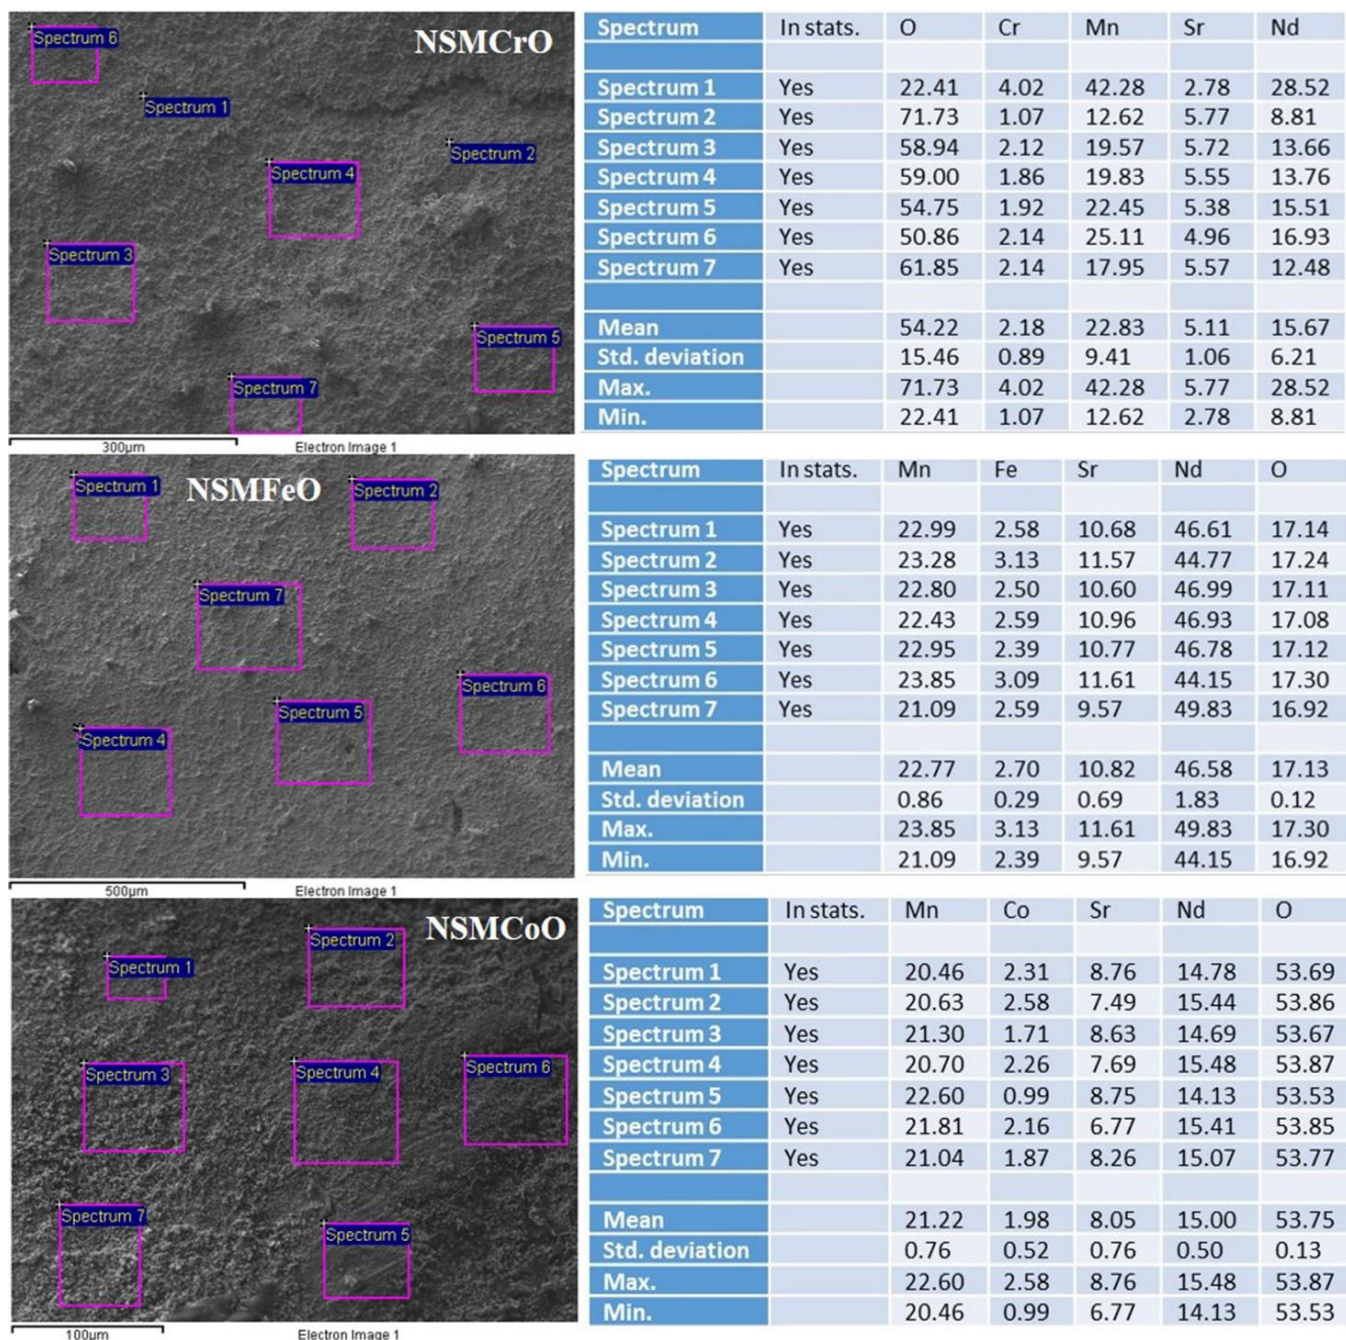 NSMCrO
Spectrum 6
Spectrum 1
Spectrum 2
Spectrum 4
Spectrum 3
Spectrum 5
Spectrum 7
300µm Electron Image 1
Spectrum In stats. O Cr Mn Sr Nd
Spectrum 1 Yes 22.41 4.02 42.28 2.78 28.52
Spectrum 2 Yes 71.73 1.07 12.62 5.77 8.81
Spectrum 3 Yes 58.94 2.12 19.57 5.72 13.66
Spectrum 4 Yes 59.00 1.86 19.83 5.55 13.76
Spectrum 5 Yes 54.75 1.92 22.45 5.38 15.51
Spectrum 6 Yes 50.86 2.14 25.11 4.96 16.93
Spectrum 7 Yes 61.85 2.14 17.95 5.57 12.48
Mean 54.22 2.18 22.83 5.11 15.67
Std. deviation 15.46 0.89 9.41 1.06 6.21
Max. 71.73 4.02 42.28 5.77 28.52
Min. 22.41 1.07 12.62 2.78 8.81
NSMFeO
Spectrum 1
Spectrum 2
Spectrum 7
Spectrum 6
Spectrum 5
Spectrum 4
500µm Electron Image 1
Spectrum In stats. Mn Fe Sr Nd O
Spectrum 1 Yes 22.99 2.58 10.68 46.61 17.14
Spectrum 2 Yes 23.28 3.13 11.57 44.77 17.24
Spectrum 3 Yes 22.80 2.50 10.60 46.99 17.11
Spectrum 4 Yes 22.43 2.59 10.96 46.93 17.08
Spectrum 5 Yes 22.95 2.39 10.77 46.78 17.12
Spectrum 6 Yes 23.85 3.09 11.61 44.15 17.30
Spectrum 7 Yes 21.09 2.59 9.57 49.83 16.92
Mean 22.77 2.70 10.82 46.58 17.13
Std. deviation 0.86 0.29 0.69 1.83 0.12
Max. 23.85 3.13 11.61 49.83 17.30
Min. 21.09 2.39 9.57 44.15 16.92
NSMCoO
Spectrum 2
Spectrum 1
Spectrum 3
Spectrum 4
Spectrum 6
Spectrum 7
Spectrum 5
100µm Electron Image 1
Spectrum In stats. Mn Co Sr Nd O
Spectrum 1 Yes 20.46 2.31 8.76 14.78 53.69
Spectrum 2 Yes 20.63 2.58 7.49 15.44 53.86
Spectrum 3 Yes 21.30 1.71 8.63 14.69 53.67
Spectrum 4 Yes 20.70 2.26 7.69 15.48 53.87
Spectrum 5 Yes 22.60 0.99 8.75 14.13 53.53
Spectrum 6 Yes 21.81 2.16 6.77 15.41 53.85
Spectrum 7 Yes 21.04 1.87 8.26 15.07 53.77
Mean 21.22 1.98 8.05 15.00 53.75
Std. deviation 0.76 0.52 0.76 0.50 0.13
Max. 22.60 2.58 8.76 15.48 53.87
Min. 20.46 0.99 6.77 14.13 53.53